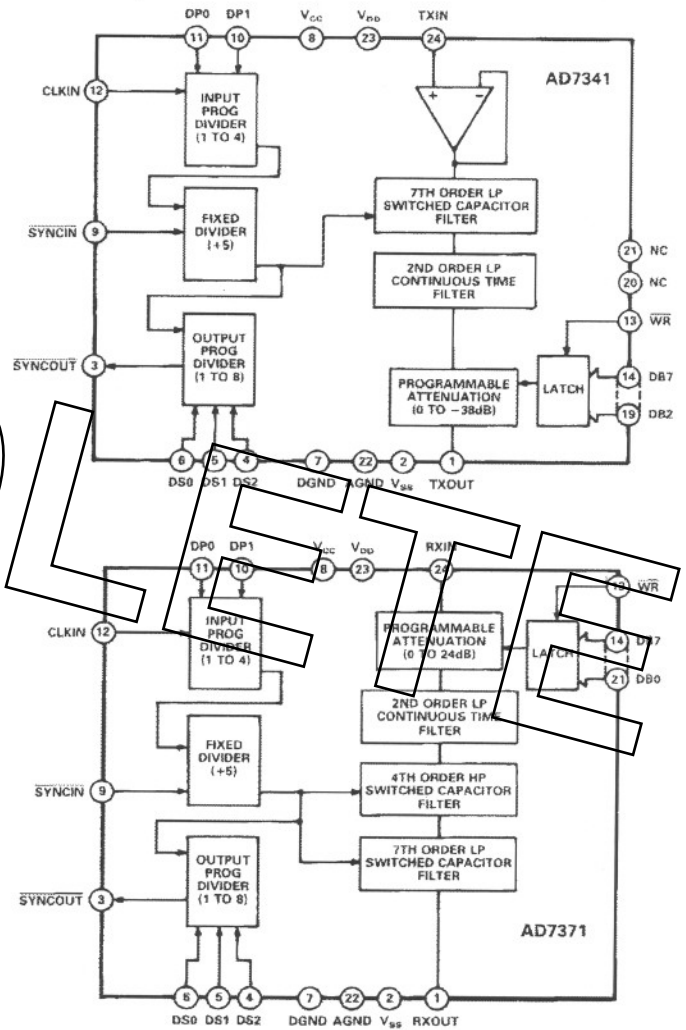 DP0 DP1 VCC VDD TXIN
11 10 8 23 24
AD7341
CLKIN 12
INPUT
PROG
DIVIDER
(1 TO 4)
+ −
7TH ORDER LP
SWITCHED CAPACITOR
FILTER
SYNCIN 9
FIXED
DIVIDER
(÷5)
21 NC
2ND ORDER LP
CONTINUOUS TIME
FILTER
20 NC
13 WR
OUTPUT
PROG
DIVIDER
(1 TO 8)
SYNCOUT 3
PROGRAMMABLE
ATTENUATION
(0 TO −38dB)
LATCH
14 DB7
19 DB2
6 5 4 7 22 2 1
DS0 DS1 DS2 DGND AGND VSS TXOUT
LETE
DP0 DP1 VCC VDD RXIN
11 10 8 23 24
13 WR
CLKIN 12
INPUT
PROG
DIVIDER
(1 TO 4)
PROGRAMMABLE
ATTENUATION
(0 TO 24dB)
LATCH
14 DB7
21 DB0
2ND ORDER LP
CONTINUOUS TIME
FILTER
FIXED
DIVIDER
(÷5)
SYNCIN 9
4TH ORDER HP
SWITCHED CAPACITOR
FILTER
OUTPUT
PROG
DIVIDER
(1 TO 8)
7TH ORDER LP
SWITCHED CAPACITOR
FILTER
SYNCOUT 3
AD7371
6 5 4 7 22 2 1
DS0 DS1 DS2 DGND AGND VSS RXOUT